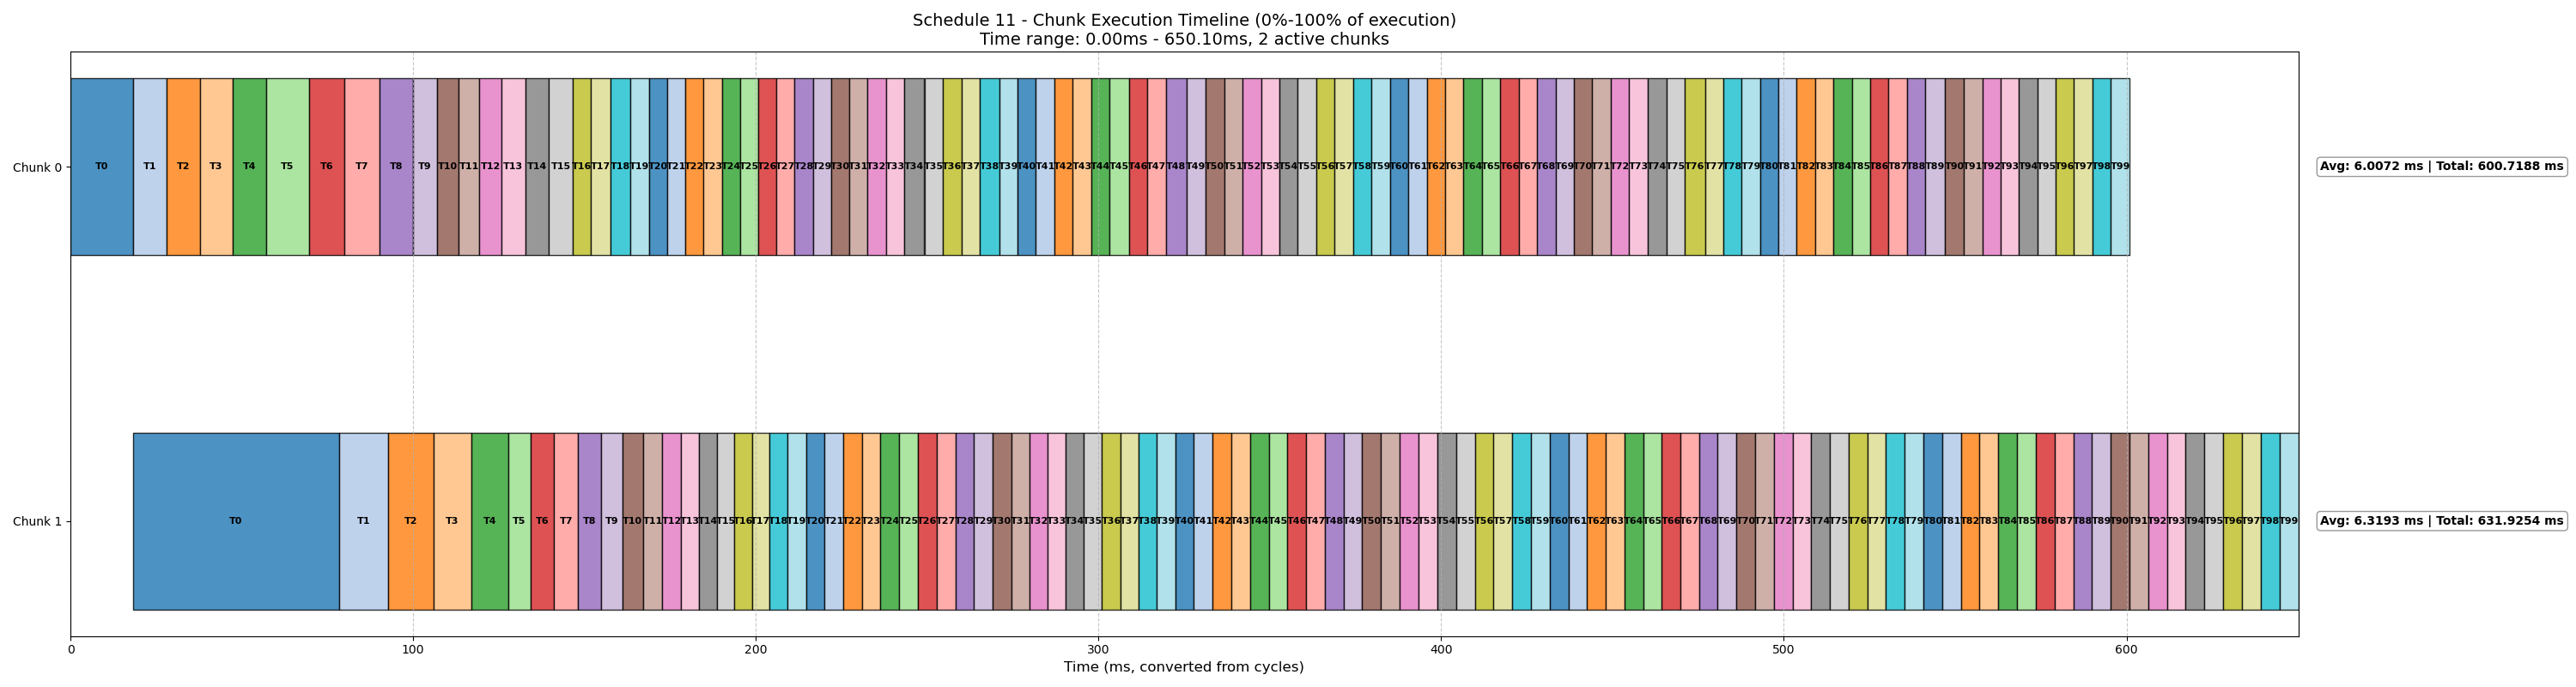 Schedule 11 - Chunk Execution Timeline (0%-100% of execution)
Time range: 0.00ms - 650.10ms, 2 active chunks
Chunk 0
T0 T1 T2 T3 T4 T5 T6 T7 T8 T9 T10 T11 T12 T13 T14 T15 T16 T17 T18 T19 T20 T21 T22 T23 T24 T25 T26 T27 T28 T29 T30 T31 T32 T33 T34 T35 T36 T37 T38 T39 T40 T41 T42 T43 T44 T45 T46 T47 T48 T49 T50 T51 T52 T53 T54 T55 T56 T57 T58 T59 T60 T61 T62 T63 T64 T65 T66 T67 T68 T69 T70 T71 T72 T73 T74 T75 T76 T77 T78 T79 T80 T81 T82 T83 T84 T85 T86 T87 T88 T89 T90 T91 T92 T93 T94 T95 T96 T97 T98 T99
Avg: 6.0072 ms | Total: 600.7188 ms
Chunk 1
T0 T1 T2 T3 T4 T5 T6 T7 T8 T9 T10 T11 T12 T13 T14 T15 T16 T17 T18 T19 T20 T21 T22 T23 T24 T25 T26 T27 T28 T29 T30 T31 T32 T33 T34 T35 T36 T37 T38 T39 T40 T41 T42 T43 T44 T45 T46 T47 T48 T49 T50 T51 T52 T53 T54 T55 T56 T57 T58 T59 T60 T61 T62 T63 T64 T65 T66 T67 T68 T69 T70 T71 T72 T73 T74 T75 T76 T77 T78 T79 T80 T81 T82 T83 T84 T85 T86 T87 T88 T89 T90 T91 T92 T93 T94 T95 T96 T97 T98 T99
Avg: 6.3193 ms | Total: 631.9254 ms
0 100 200 300 400 500 600
Time (ms, converted from cycles)